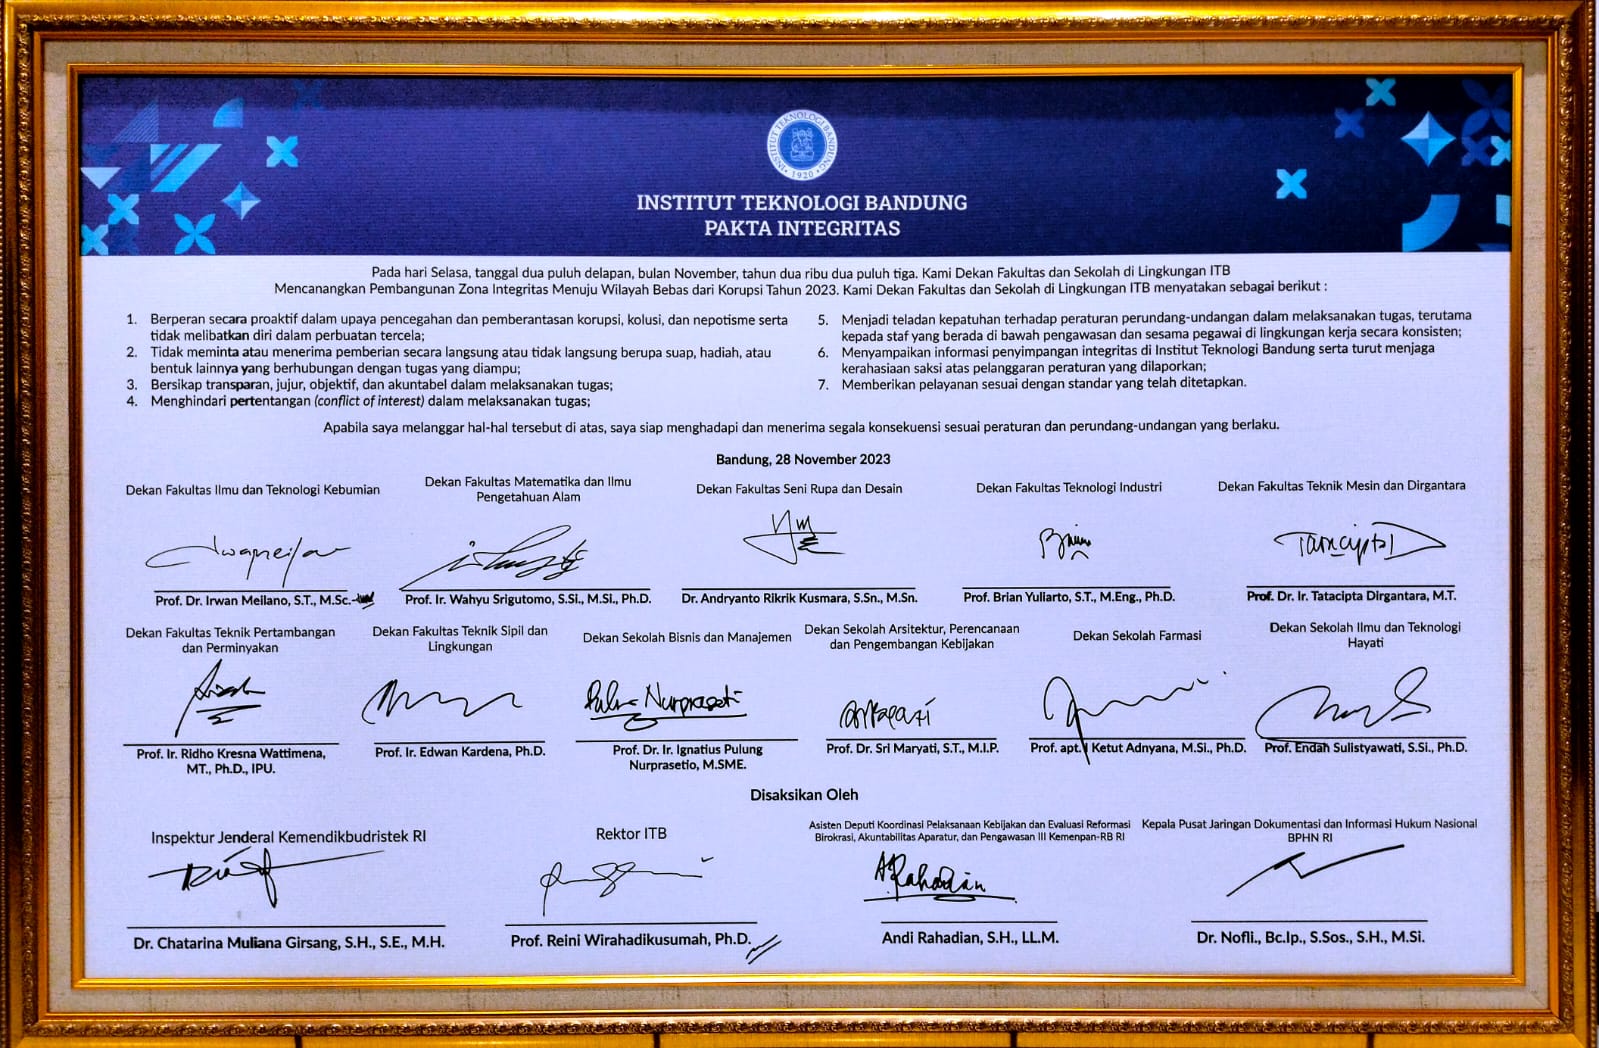 INSTITUT TEKNOLOGI BANDUNG
1920
INSTITUT TEKNOLOGI BANDUNG
PAKTA INTEGRITAS
Pada hari Selasa, tanggal dua puluh delapan, bulan November, tahun dua ribu dua puluh tiga. Kami Dekan Fakultas dan Sekolah di Lingkungan ITB
Mencanangkan Pembangunan Zona Integritas Menuju Wilayah Bebas dari Korupsi Tahun 2023. Kami Dekan Fakultas dan Sekolah di Lingkungan ITB menyatakan sebagai berikut :
1. Berperan secara proaktif dalam upaya pencegahan dan pemberantasan korupsi, kolusi, dan nepotisme serta
tidak melibatkan diri dalam perbuatan tercela;
2. Tidak meminta atau menerima pemberian secara langsung atau tidak langsung berupa suap, hadiah, atau
bentuk lainnya yang berhubungan dengan tugas yang diampu;
3. Bersikap transparan, jujur, objektif, dan akuntabel dalam melaksanakan tugas;
4. Menghindari pertentangan (conflict of interest) dalam melaksanakan tugas;
5. Menjadi teladan kepatuhan terhadap peraturan perundang-undangan dalam melaksanakan tugas, terutama
kepada staf yang berada di bawah pengawasan dan sesama pegawai di lingkungan kerja secara konsisten;
6. Menyampaikan informasi penyimpangan integritas di Institut Teknologi Bandung serta turut menjaga
kerahasiaan saksi atas pelanggaran peraturan yang dilaporkan;
7. Memberikan pelayanan sesuai dengan standar yang telah ditetapkan.
Apabila saya melanggar hal-hal tersebut di atas, saya siap menghadapi dan menerima segala konsekuensi sesuai peraturan dan perundang-undangan yang berlaku.
Bandung, 28 November 2023
Dekan Fakultas Ilmu dan Teknologi Kebumian
Prof. Dr. Irwan Meilano, S.T., M.Sc.
Dekan Fakultas Matematika dan Ilmu
Pengetahuan Alam
Prof. Ir. Wahyu Srigutomo, S.Si., M.Si., Ph.D.
Dekan Fakultas Seni Rupa dan Desain
Dr. Andryanto Rikrik Kusmara, S.Sn., M.Sn.
Dekan Fakultas Teknologi Industri
Prof. Brian Yuliarto, S.T., M.Eng., Ph.D.
Dekan Fakultas Teknik Mesin dan Dirgantara
TataciptaD
Prof. Dr. Ir. Tatacipta Dirgantara, M.T.
Dekan Fakultas Teknik Pertambangan
dan Perminyakan
Prof. Ir. Ridho Kresna Wattimena,
MT., Ph.D., IPU.
Dekan Fakultas Teknik Sipil dan
Lingkungan
Prof. Ir. Edwan Kardena, Ph.D.
Dekan Sekolah Bisnis dan Manajemen
Nurprasetio
Prof. Dr. Ir. Ignatius Pulung
Nurprasetio, M.SME.
Dekan Sekolah Arsitektur, Perencanaan
dan Pengembangan Kebijakan
Prof. Dr. Sri Maryati, S.T., M.I.P.
Dekan Sekolah Farmasi
Prof. apt. I Ketut Adnyana, M.Si., Ph.D.
Dekan Sekolah Ilmu dan Teknologi
Hayati
Prof. Endah Sulistyawati, S.Si., Ph.D.
Disaksikan Oleh
Inspektur Jenderal Kemendikbudristek RI
Dr. Chatarina Muliana Girsang, S.H., S.E., M.H.
Rektor ITB
Prof. Reini Wirahadikusumah, Ph.D.
Asisten Deputi Koordinasi Pelaksanaan Kebijakan dan Evaluasi Reformasi
Birokrasi, Akuntabilitas Aparatur, dan Pengawasan III Kemenpan-RB RI
A.Rahadian
Andi Rahadian, S.H., LL.M.
Kepala Pusat Jaringan Dokumentasi dan Informasi Hukum Nasional
BPHN RI
Dr. Nofli., Bc.Ip., S.Sos., S.H., M.Si.